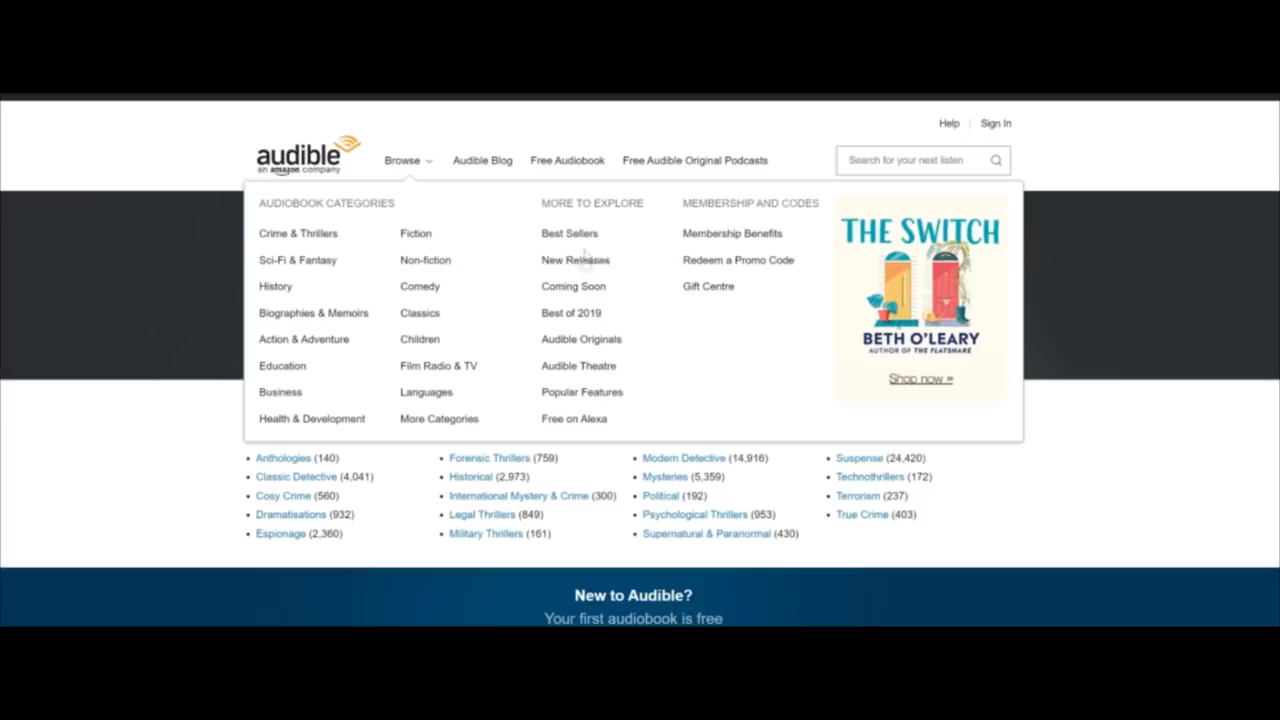 Help
Sign In
audible
an amazon company
Browse
Audible Blog
Free Audiobook
Free Audible Original Podcasts
Search for your next listen
AUDIOBOOK CATEGORIES
Crime & Thrillers
Sci-Fi & Fantasy
History
Biographies & Memoirs
Action & Adventure
Education
Business
Health & Development
Fiction
Non-fiction
Comedy
Classics
Children
Film Radio & TV
Languages
More Categories
MORE TO EXPLORE
Best Sellers
New Releases
Coming Soon
Best of 2019
Audible Originals
Audible Theatre
Popular Features
Free on Alexa
MEMBERSHIP AND CODES
Membership Benefits
Redeem a Promo Code
Gift Centre
THE SWITCH
BETH O'LEARY
AUTHOR OF THE FLATSHARE
Shop now »
Anthologies (140)
Classic Detective (4,041)
Cosy Crime (560)
Dramatisations (932)
Espionage (2,360)
Forensic Thrillers (759)
Historical (2,973)
International Mystery & Crime (300)
Legal Thrillers (849)
Military Thrillers (161)
Modern Detective (14,916)
Mysteries (5,359)
Political (192)
Psychological Thrillers (953)
Supernatural & Paranormal (430)
Suspense (24,420)
Technothrillers (172)
Terrorism (237)
True Crime (403)
New to Audible?
Your first audiobook is free